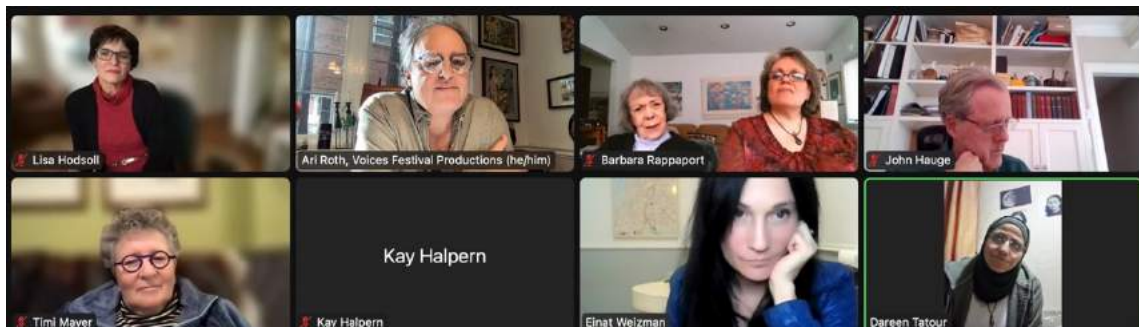 Lisa Hodsoll
Ari Roth, Voices Festival Productions (he/him)
Barbara Rappaport
John Hauge
Kay Halpern
Timi Mayer
Kay Halpern
Einat Weizman
Dareen Tatour